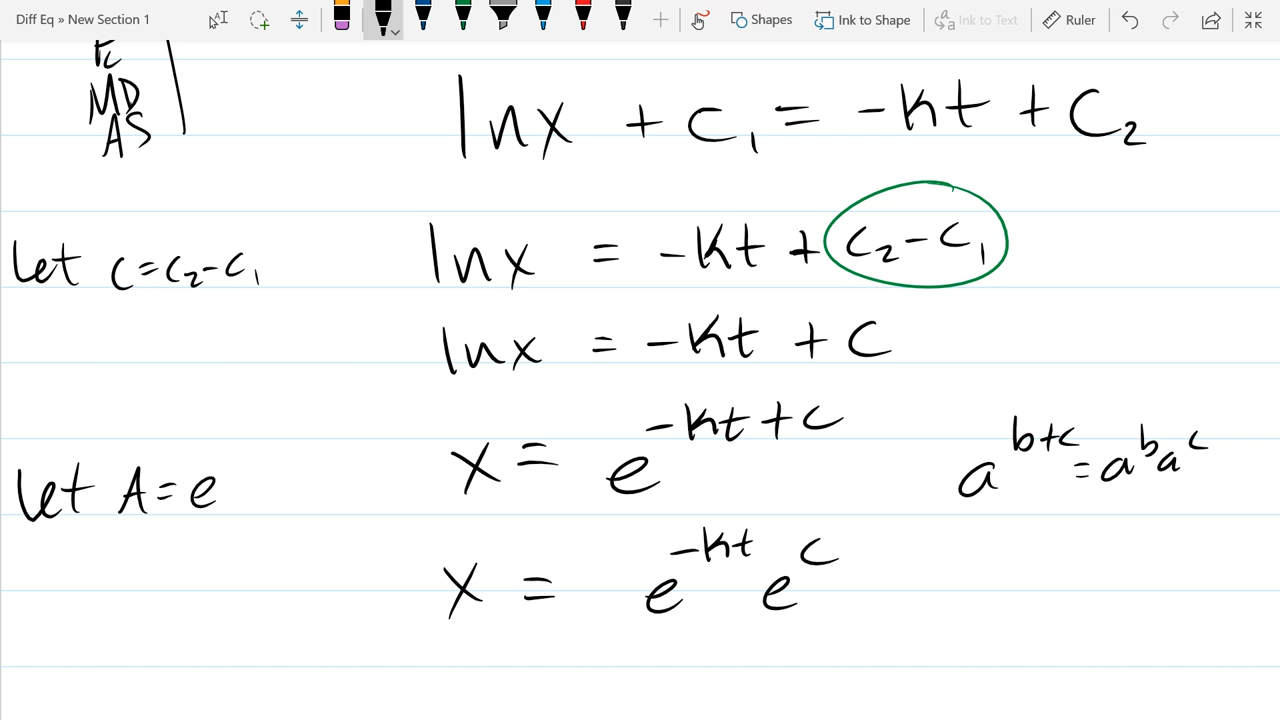 Diff Eq » New Section 1
Shapes
Ink to Shape
Ink to Text
Ruler
MD
AS
ln x + c₁ = -kt + c₂
Let c = c₂ - c₁
ln x = -kt + c₂ - c₁
ln x = -kt + c
x = e^(-kt+c)
a^(b+c) = a^b a^c
Let A = e
x = e^(-kt) e^c